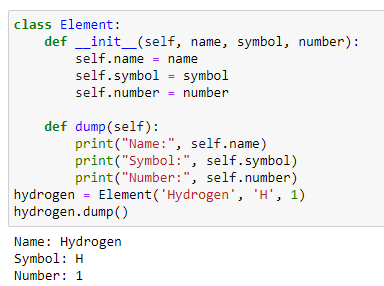 class Element:
    def __init__(self, name, symbol, number):
        self.name = name
        self.symbol = symbol
        self.number = number

    def dump(self):
        print("Name:", self.name)
        print("Symbol:", self.symbol)
        print("Number:", self.number)
hydrogen = Element('Hydrogen', 'H', 1)
hydrogen.dump()
Name: Hydrogen
Symbol: H
Number: 1